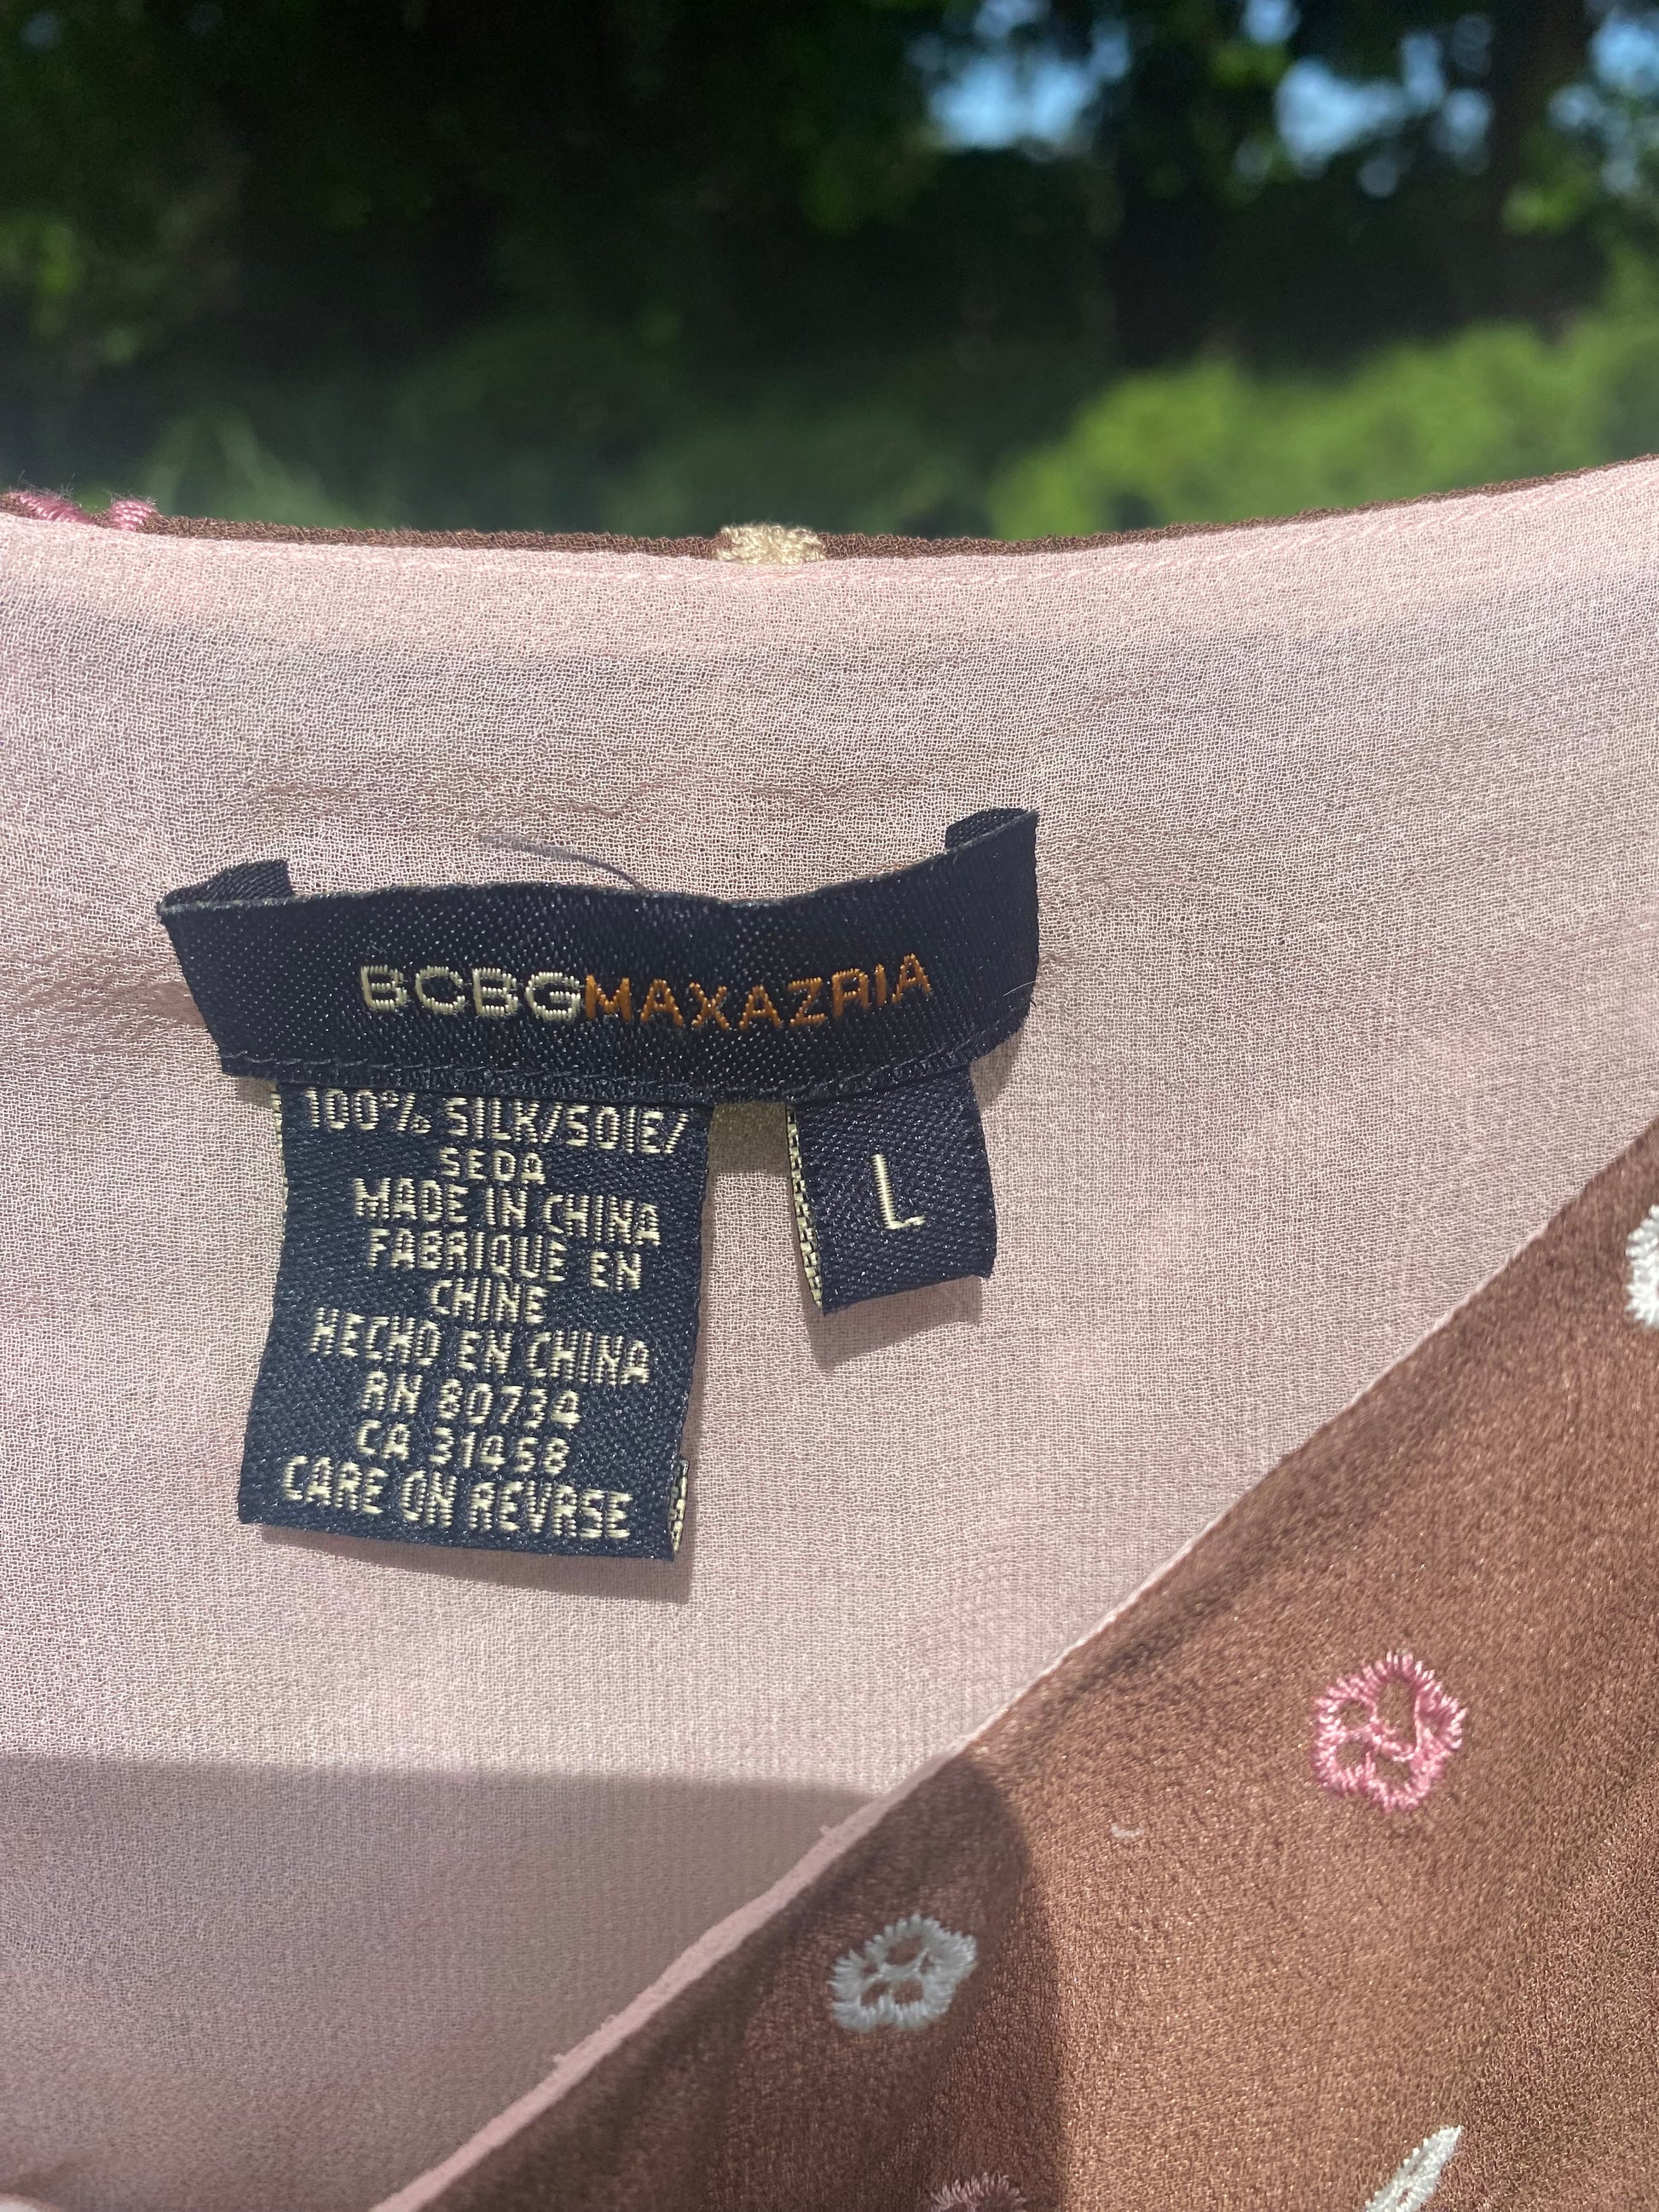 BCBGMAXAZRIA
100% SILK/SOIE/
SEDA
MADE IN CHINA
FABRIQUE EN
CHINE
HECHO EN CHINA
RN 80734
CA 31458
CARE ON REVRSE
L